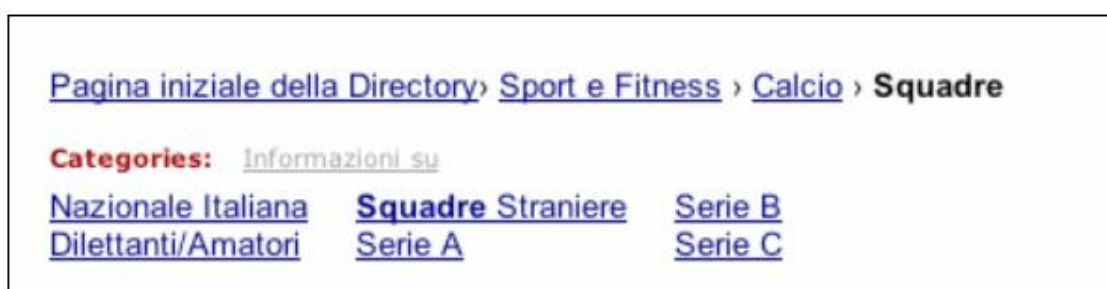 Pagina iniziale della Directory› Sport e Fitness › Calcio › Squadre
Categories: Informazioni su
Nazionale Italiana Squadre Straniere Serie B
Dilettanti/Amatori Serie A Serie C